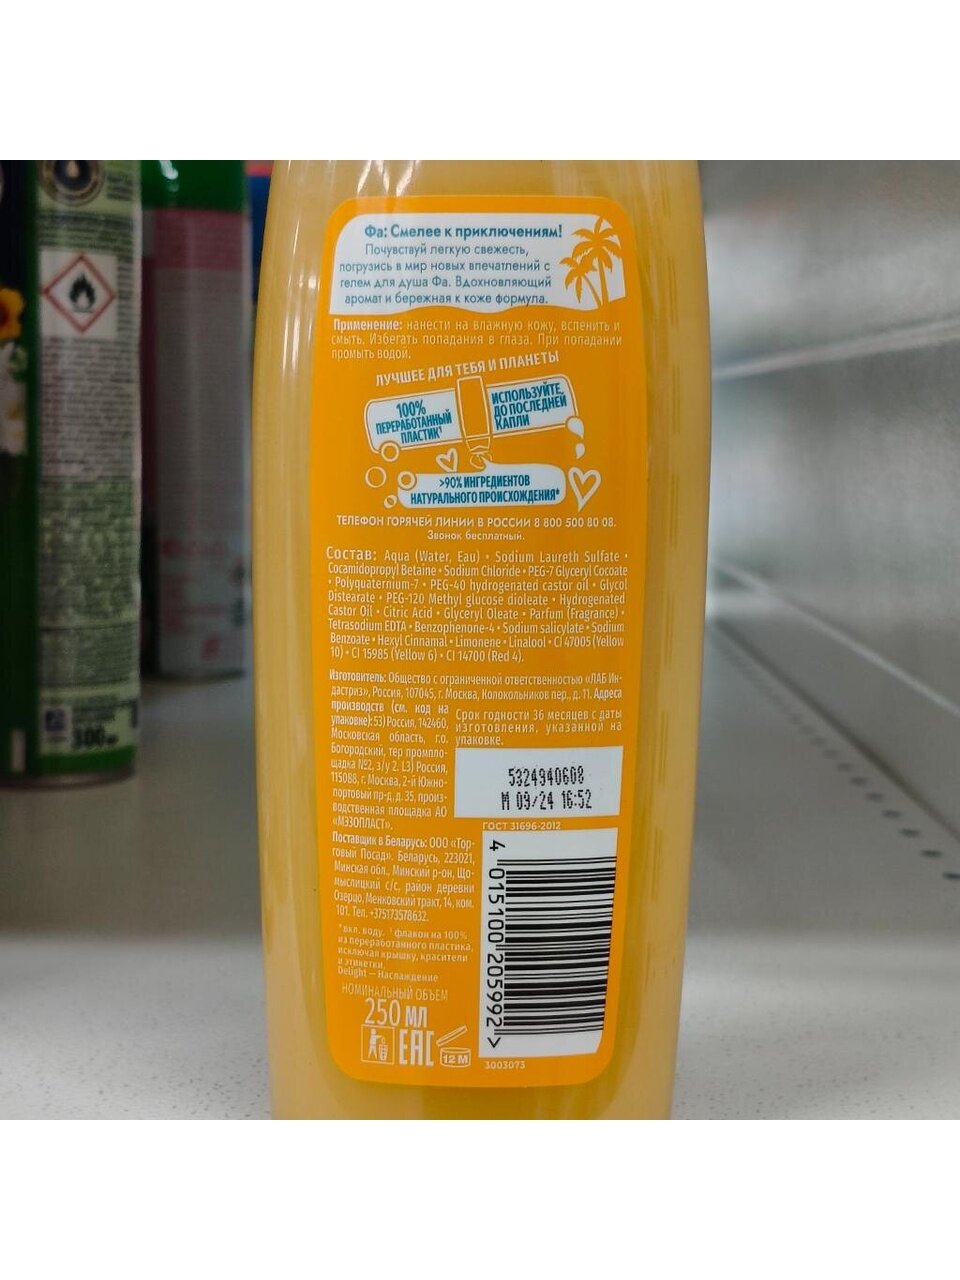 Фа: Смелее к приключениям!
Почувствуй легкую свежесть,
погрузись в мир новых впечатлений с
гелем для душа Фа. Вдохновляющий
аромат и бережная к коже формула.
Применение: нанести на влажную кожу, вспенить и
смыть. Избегать попадания в глаза. При попадании
промыть водой.
ЛУЧШЕЕ ДЛЯ ТЕБЯ И ПЛАНЕТЫ
100%
ПЕРЕРАБОТАННЫЙ
ПЛАСТИК¹
ИСПОЛЬЗУЙТЕ,
ДО ПОСЛЕДНЕЙ
КАПЛИ
>90% ИНГРЕДИЕНТОВ
НАТУРАЛЬНОГО ПРОИСХОЖДЕНИЯ*
ТЕЛЕФОН ГОРЯЧЕЙ ЛИНИИ В РОССИИ 8 800 500 80 08.
Звонок бесплатный.
Состав: Aqua (Water, Eau) • Sodium Laureth Sulfate •
Cocamidopropyl Betaine • Sodium Chloride • PEG-7 Glyceryl Cocoate
• Polyquaternium-7 • PEG-40 hydrogenated castor oil • Glycol
Distearate • PEG-120 Methyl glucose dioleate • Hydrogenated
Castor Oil • Citric Acid • Glyceryl Oleate • Parfum (Fragrance) •
Tetrasodium EDTA • Benzophenone-4 • Sodium salicylate • Sodium
Benzoate • Hexyl Cinnamal • Limonene • Linalool • CI 47005 (Yellow
10) • CI 15985 (Yellow 6) • CI 14700 (Red 4).
Изготовитель: Общество с ограниченной ответственностью «ЛАБ Ин-
дастриз», Россия, 107045, г. Москва, Колокольников пер., д. 11. Адреса
производств (см. код на
упаковке): 53) Россия, 142460,
Московская область, г.о.
Богородский, тер промпло-
щадка №2, з/у 2. L3) Россия,
115088, г. Москва, 2-й Южно-
портовый пр-д, д. 35, произ-
водственная площадка АО
«МЭЗОПЛАСТ».
Срок годности 36 месяцев с даты
изготовления, указанной на
упаковке.
5324940608
M 09/24 16:52
ГОСТ 31696-2012
Поставщик в Беларусь: ООО «Тор-
говый Посад». Беларусь, 223021,
Минская обл., Минский р-он, Що-
мыслицкий с/с, район деревни
Озерцо, Менковский тракт, 14, ком.
101. Тел. +375173578632.
*вкл. воду. ¹ флакон на 100%
из переработанного пластика,
исключая крышку, красители
и этикетки.
Delight — Наслаждение
НОМИНАЛЬНЫЙ ОБЪЕМ
250 МЛ
EAC
12 M
4 015100 205992 >
3003073
300